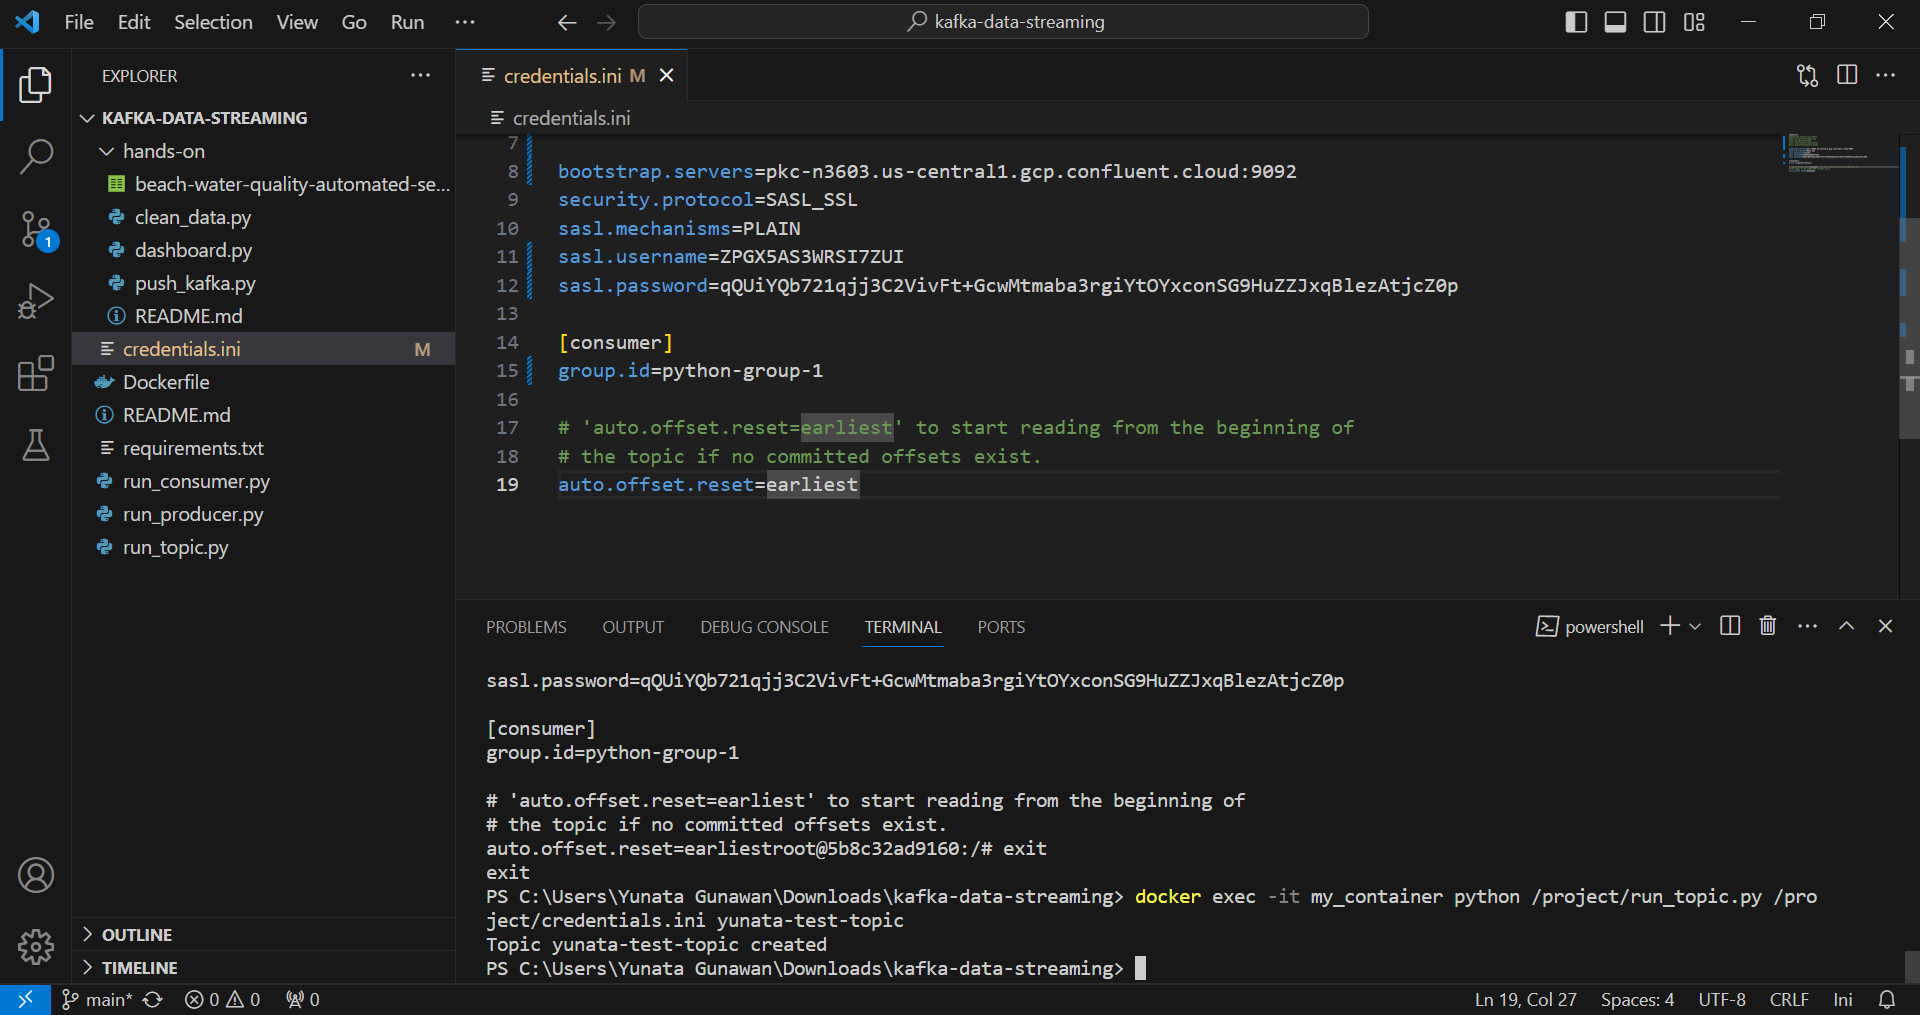 File Edit Selection View Go Run ··· kafka-data-streaming
EXPLORER
KAFKA-DATA-STREAMING
hands-on
beach-water-quality-automated-se...
clean_data.py
dashboard.py
push_kafka.py
README.md
credentials.ini M
Dockerfile
README.md
requirements.txt
run_consumer.py
run_producer.py
run_topic.py
OUTLINE
TIMELINE
1
credentials.ini M
credentials.ini
7
8 bootstrap.servers=pkc-n3603.us-central1.gcp.confluent.cloud:9092
9 security.protocol=SASL_SSL
10 sasl.mechanisms=PLAIN
11 sasl.username=ZPGX5AS3WRSI7ZUI
12 sasl.password=qQUiYQb721qjj3C2VivFt+GcwMtmaba3rgiYtOYxconSG9HuZZJxqBlezAtjcZ0p
13
14 [consumer]
15 group.id=python-group-1
16
17 # 'auto.offset.reset=earliest' to start reading from the beginning of
18 # the topic if no committed offsets exist.
19 auto.offset.reset=earliest
PROBLEMS OUTPUT DEBUG CONSOLE TERMINAL PORTS powershell
sasl.password=qQUiYQb721qjj3C2VivFt+GcwMtmaba3rgiYtOYxconSG9HuZZJxqBlezAtjcZ0p
[consumer]
group.id=python-group-1
# 'auto.offset.reset=earliest' to start reading from the beginning of
# the topic if no committed offsets exist.
auto.offset.reset=earliestroot@5b8c32ad9160:/# exit
exit
PS C:\Users\Yunata Gunawan\Downloads\kafka-data-streaming> docker exec -it my_container python /project/run_topic.py /pro
ject/credentials.ini yunata-test-topic
Topic yunata-test-topic created
PS C:\Users\Yunata Gunawan\Downloads\kafka-data-streaming>
main* 0 0 0 Ln 19, Col 27 Spaces: 4 UTF-8 CRLF Ini